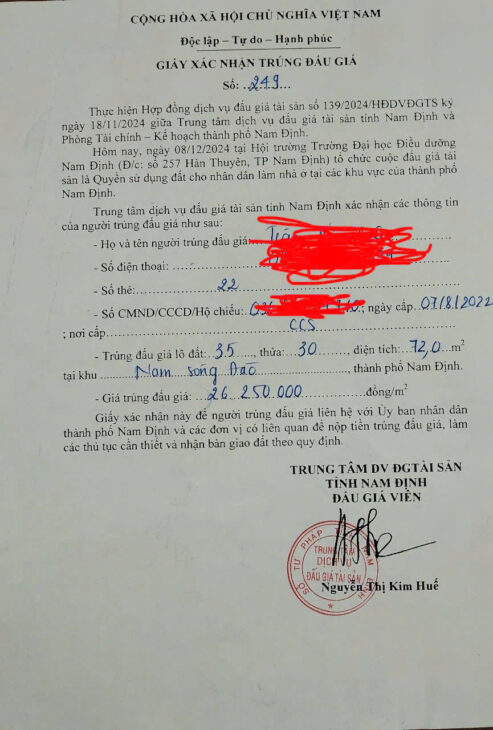 CỘNG HÒA XÃ HỘI CHỦ NGHĨA VIỆT NAM
Độc lập – Tự do – Hạnh phúc
GIẤY XÁC NHẬN TRÚNG ĐẤU GIÁ
Số: ..249...
Thực hiện Hợp đồng dịch vụ đấu giá tài sản số 139/2024/HĐDVĐGTS ký
ngày 18/11/2024 giữa Trung tâm dịch vụ đấu giá tài sản tỉnh Nam Định và
Phòng Tài chính – Kế hoạch thành phố Nam Định.
Hôm nay, ngày 08/12/2024 tại Hội trường Trường Đại học Điều dưỡng
Nam Định (Đ/c: số 257 Hàn Thuyên, TP Nam Định) tổ chức cuộc đấu giá tài
sản là Quyền sử dụng đất cho nhân dân làm nhà ở tại các khu vực của thành phố
Nam Định.
Trung tâm dịch vụ đấu giá tài sản tỉnh Nam Định xác nhận các thông tin
của người trúng đấu giá như sau:
- Họ và tên người trúng đấu giá:
- Số điện thoại:
- Số thẻ: 22
- Số CMND/CCCD/Hộ chiếu: ; ngày cấp 07/8/2022
; nơi cấp CCS
- Trúng đấu giá lô đất: 35, thửa: 30, diện tích: 72,0 m²
tại khu Nam sông Đào, thành phố Nam Định.
- Giá trúng đấu giá: 26.250.000 đồng/m²
Giấy xác nhận này để người trúng đấu giá liên hệ với Ủy ban nhân dân
thành phố Nam Định và các đơn vị có liên quan để nộp tiền trúng đấu giá, làm
các thủ tục cần thiết và nhận bàn giao đất theo quy định.
TRUNG TÂM DV ĐGTÀI SẢN
TỈNH NAM ĐỊNH
ĐẤU GIÁ VIÊN
TRUNG TÂM
DỊCH VỤ
ĐẤU GIÁ TÀI SẢN
Nguyễn Thị Kim Huế